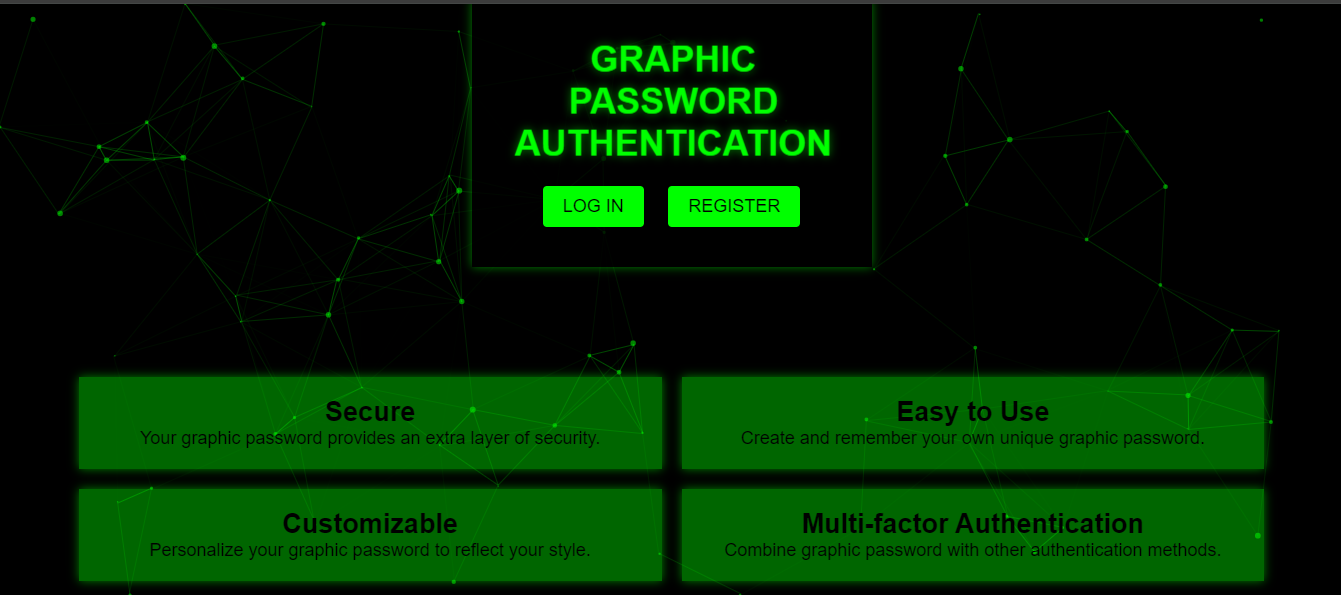 GRAPHIC
PASSWORD
AUTHENTICATION
LOG IN
REGISTER
Secure
Your graphic password provides an extra layer of security.
Easy to Use
Create and remember your own unique graphic password.
Customizable
Personalize your graphic password to reflect your style.
Multi-factor Authentication
Combine graphic password with other authentication methods.